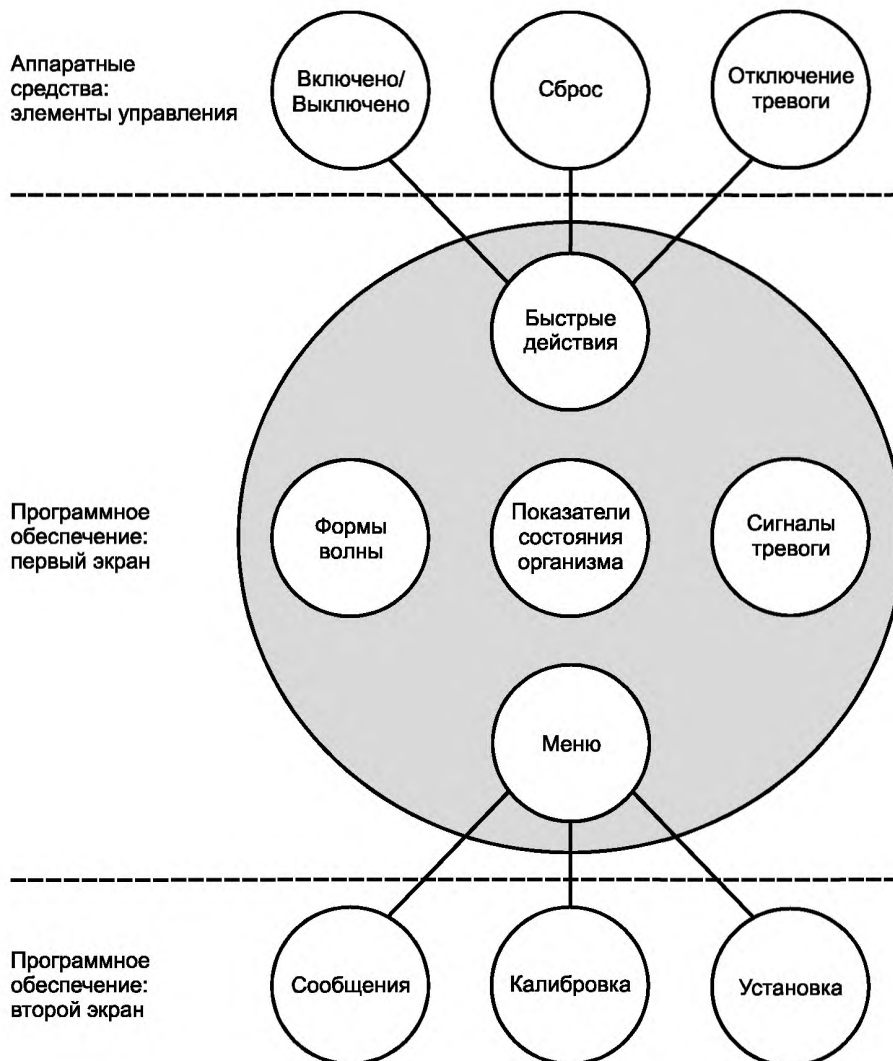 Аппаратные
средства:
элементы управления
Включено/
Выключено
Сброс
Отключение
тревоги
Быстрые
действия
Программное
обеспечение:
первый экран
Формы
волны
Показатели
состояния
организма
Сигналы
тревоги
Меню
Программное
обеспечение:
второй экран
Сообщения
Калибровка
Установка